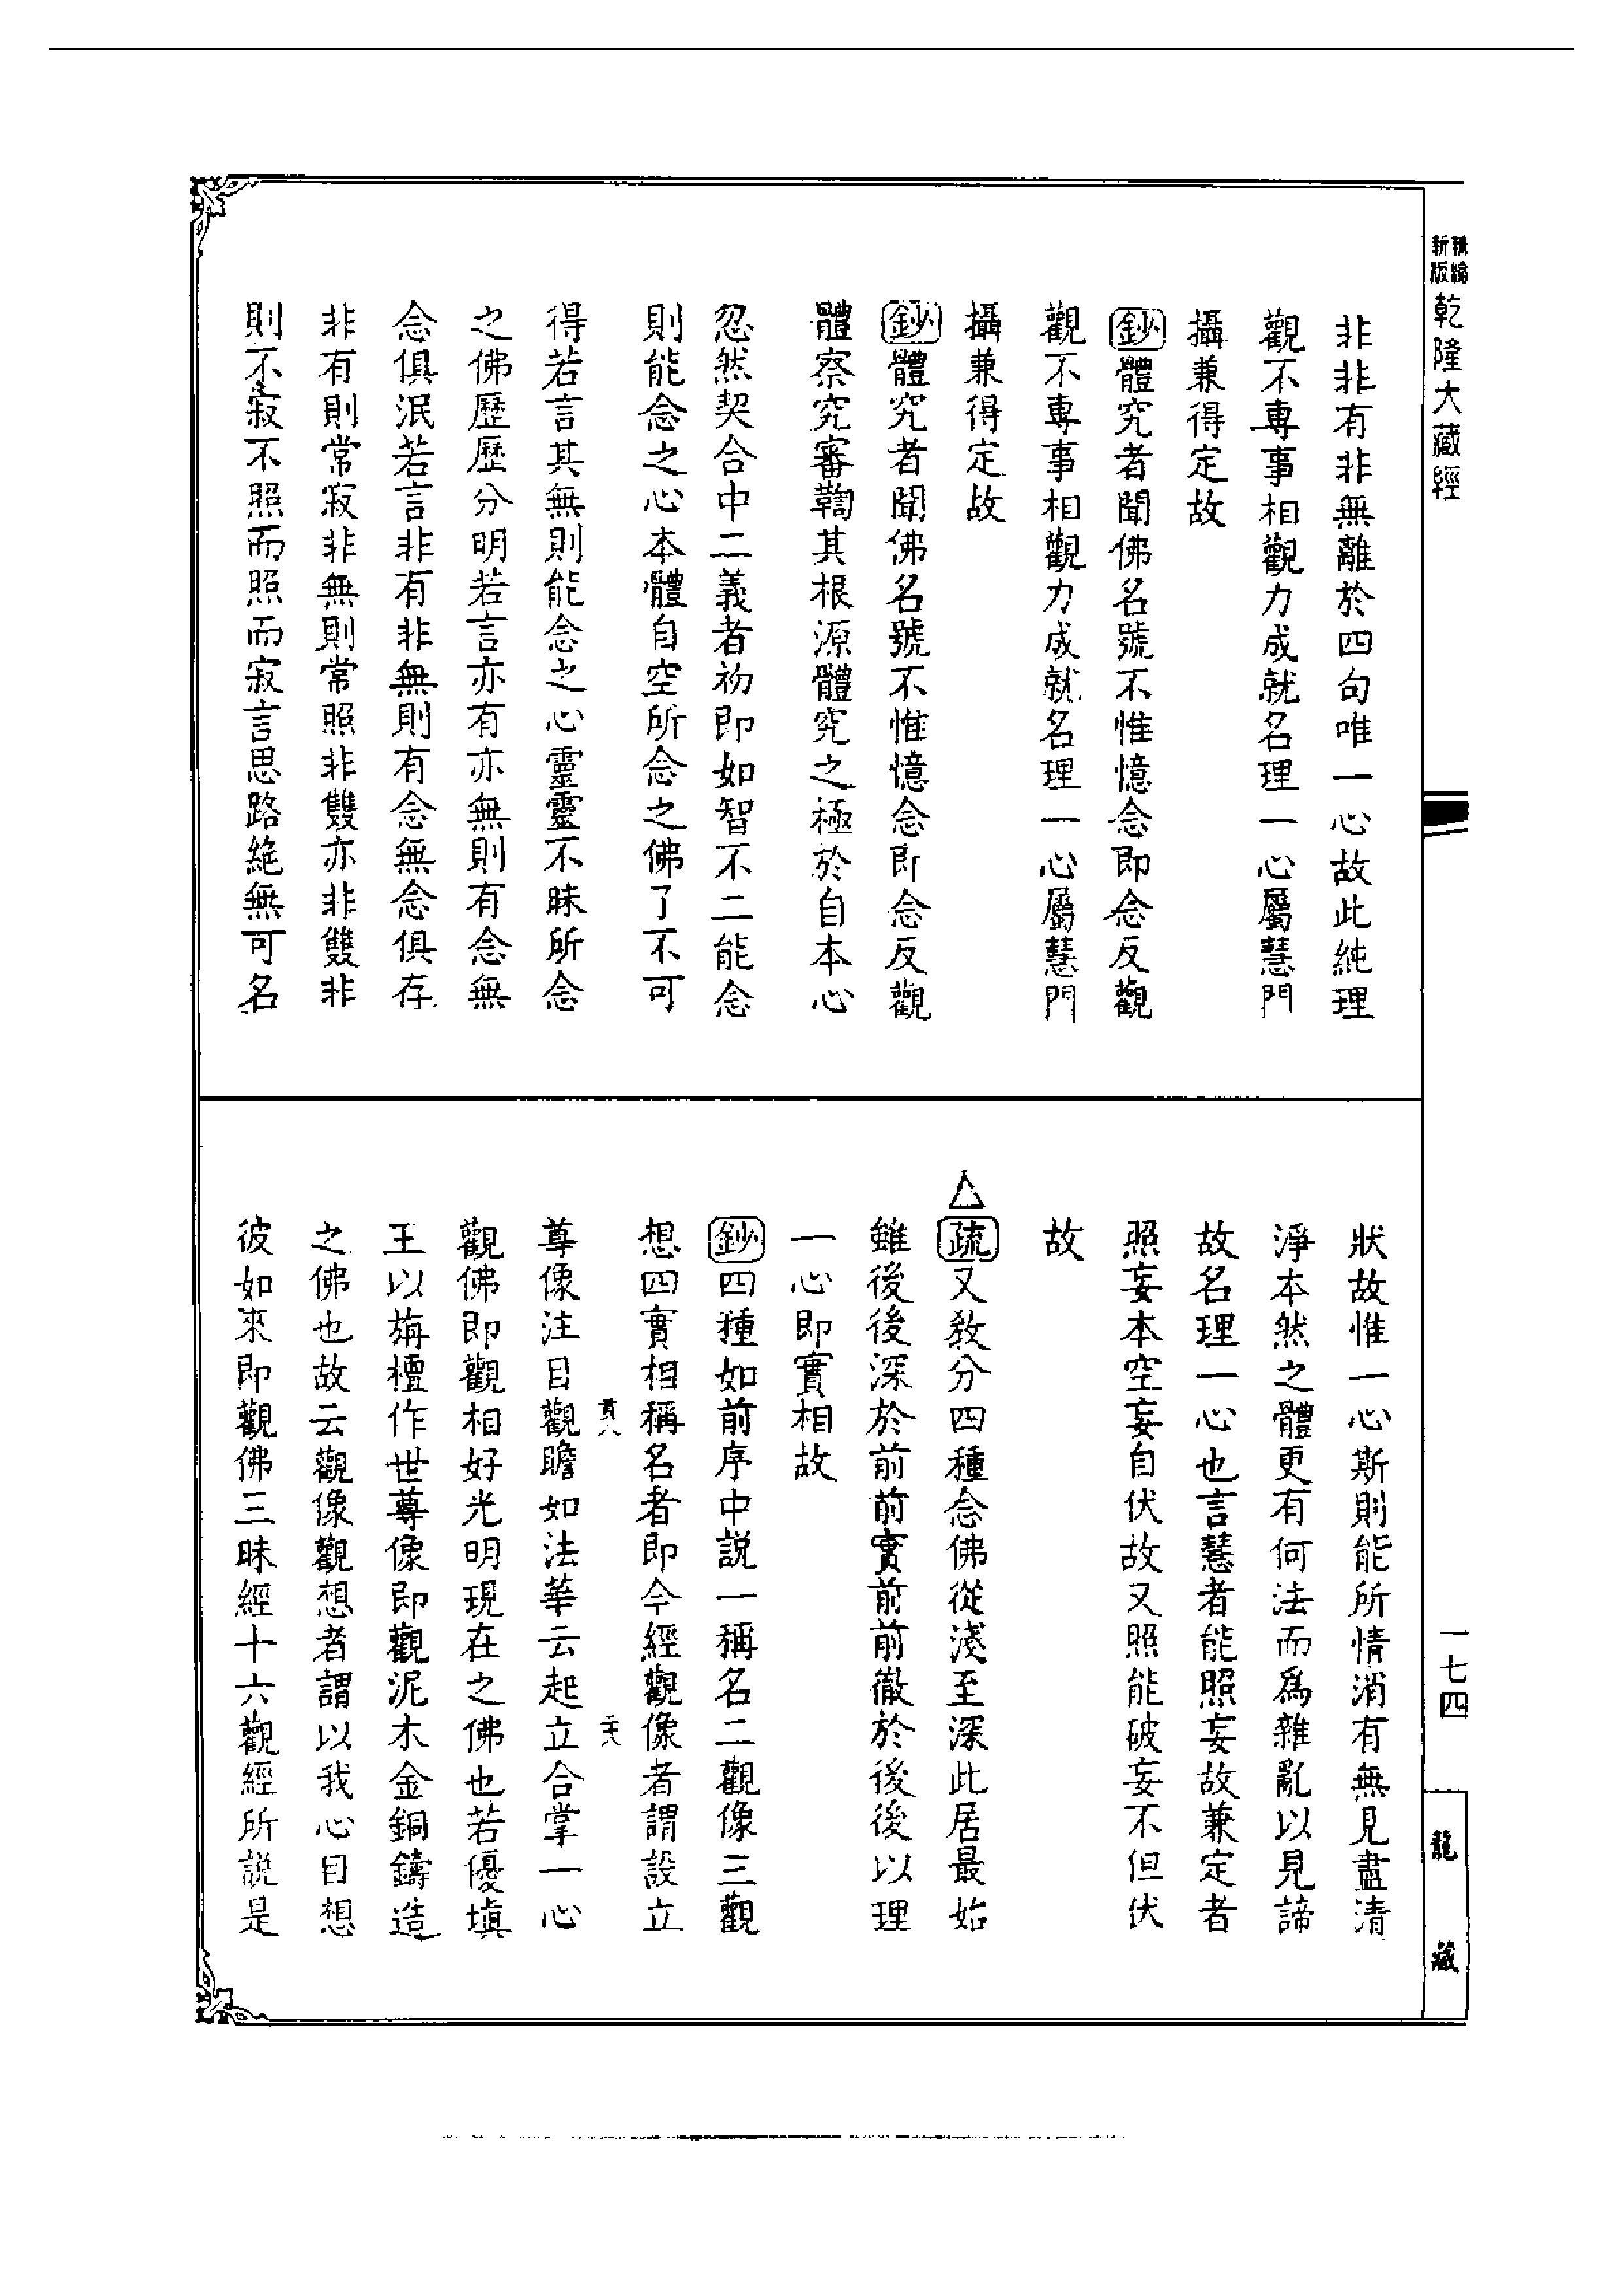 新版
精縮
乾隆大藏經
一七四
龍藏
非非有非無離於四句唯一心故此純理
觀不專事相觀力成就名理一心屬慧門
攝兼得定故
鈔體究者聞佛名號不惟憶念即念反觀
觀不專事相觀力成就名理一心屬慧門
攝兼得定故
鈔體究者聞佛名號不惟憶念即念反觀
體察究審鞫其根源體究之極於自本心
忽然契合中二義者初即如智不二能念
則能念之心本體自空所念之佛了不可
得若言其無則能念之心靈靈不昧所念
之佛歷歷分明若言亦有亦無則有念無
念俱泯若言非有非無則有念無念俱存
非有則常寂非無則常照非雙亦非雙非
則不寂不照而照而寂言思路絶無可名
狀故惟一心斯則能所情消有無見盡清
淨本然之體更有何法而爲雜亂以見諦
故名理一心也言慧者能照妄故兼定者
照妄本空妄自伏故又照能破妄不但伏
故
△疏又教分四種念佛從淺至深此居最始
雖後後深於前前實前前徹於後後以理
一心即實相故
鈔四種如前序中説一稱名二觀像三觀
想四實相稱名者即今經觀像者謂設立
尊像注目觀瞻如法華云起立合掌一心
觀佛即觀相好光明現在之佛也若優填
王以旃檀作世尊像即觀泥木金銅鑄造
之佛也故云觀像觀想者謂以我心目想
彼如來即觀佛三昧經十六觀經所説是